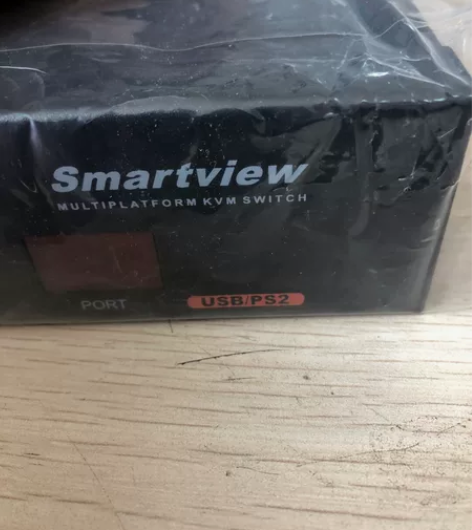 Smartview
MULTIPLATFORM KVM SWITCH
PORT
USB/PS2